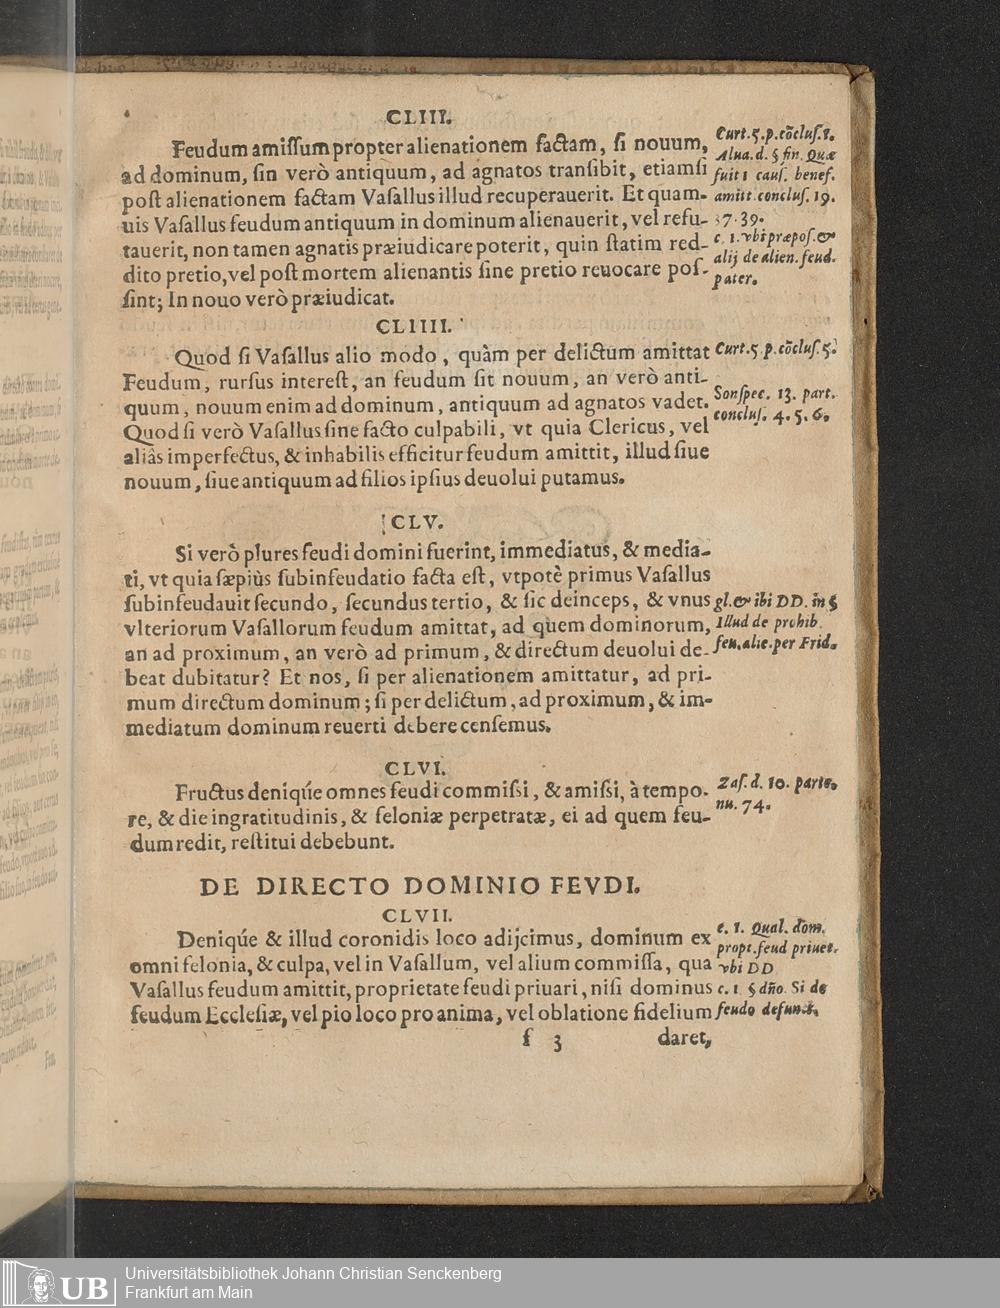 CLIII.
Feudum amiſſum propter alienationem factam, ſi nouum,
ad dominum, ſin verò antiquum, ad agnatos tranſibit, etiamſi
poſt alienationem factam Vaſallus illud recuperauerit. Et quam-
uis Vaſallus feudum antiquum in dominum alienauerit, vel refu-
tauerit, non tamen agnatis præiudicare poterit, quin ſtatim red-
dito pretio, vel poſt mortem alienantis ſine pretio reuocare poſ-
ſint; In nouo verò præiudicat.
Curt. 5. p. cõcluſ. 1.
Alua. d. § fin. Quæ
fuit 1 cauſ. benef.
amitt. concluſ. 19.
37. 39.
c. 1. vbi præpoſ. &
alij de alien. feud.
pater.
CLIIII.
Quod ſi Vaſallus alio modo, quàm per delictum amittat
Feudum, rurſus intereſt, an feudum ſit nouum, an verò anti-
quum, nouum enim ad dominum, antiquum ad agnatos vadet.
Quod ſi verò Vaſallus ſine facto culpabili, vt quia Clericus, vel
aliàs imperfectus, & inhabilis efficitur feudum amittit, illud ſiue
nouum, ſiue antiquum ad filios ipſius deuolui putamus.
Curt. 5 p. cõcluſ. 5.
Sonſpec. 13. part.
concluſ. 4. 5. 6.
CLV.
Si verò plures feudi domini fuerint, immediatus, & media-
ti, vt quia ſæpiùs ſubinfeudatio facta eſt, vtpotè primus Vaſallus
ſubinfeudauit ſecundo, ſecundus tertio, & ſic deinceps, & vnus
vlteriorum Vaſallorum feudum amittat, ad quem dominorum,
an ad proximum, an verò ad primum, & directum deuolui de-
beat dubitatur? Et nos, ſi per alienationem amittatur, ad pri-
mum directum dominum; ſi per delictum, ad proximum, & im-
mediatum dominum reuerti debere cenſemus.
gl. & ibi DD. in §
Illud de prohib.
feu. alie. per Frid.
CLVI.
Fructus deniq́ue omnes feudi commiſsi, & amiſsi, à tempo-
re, & die ingratitudinis, & feloniæ perpetratæ, ei ad quem feu-
dum redit, reſtitui debebunt.
Zaſ. d. 10. parte.
nu. 74.
DE DIRECTO DOMINIO FEVDI.
CLVII.
Deniq́ue & illud coronidis loco adijcimus, dominum ex
omni felonia, & culpa, vel in Vaſallum, vel alium commiſſa, qua
Vaſallus feudum amittit, proprietate feudi priuari, niſi dominus
feudum Eccleſiæ, vel pio loco pro anima, vel oblatione fidelium
c. 1. Qual. dom.
propt. feud priuet.
vbi DD
c. 1 § dño. Si de
feudo defunct.
f 3
daret,
UB
Universitätsbibliothek Johann Christian Senckenberg
Frankfurt am Main